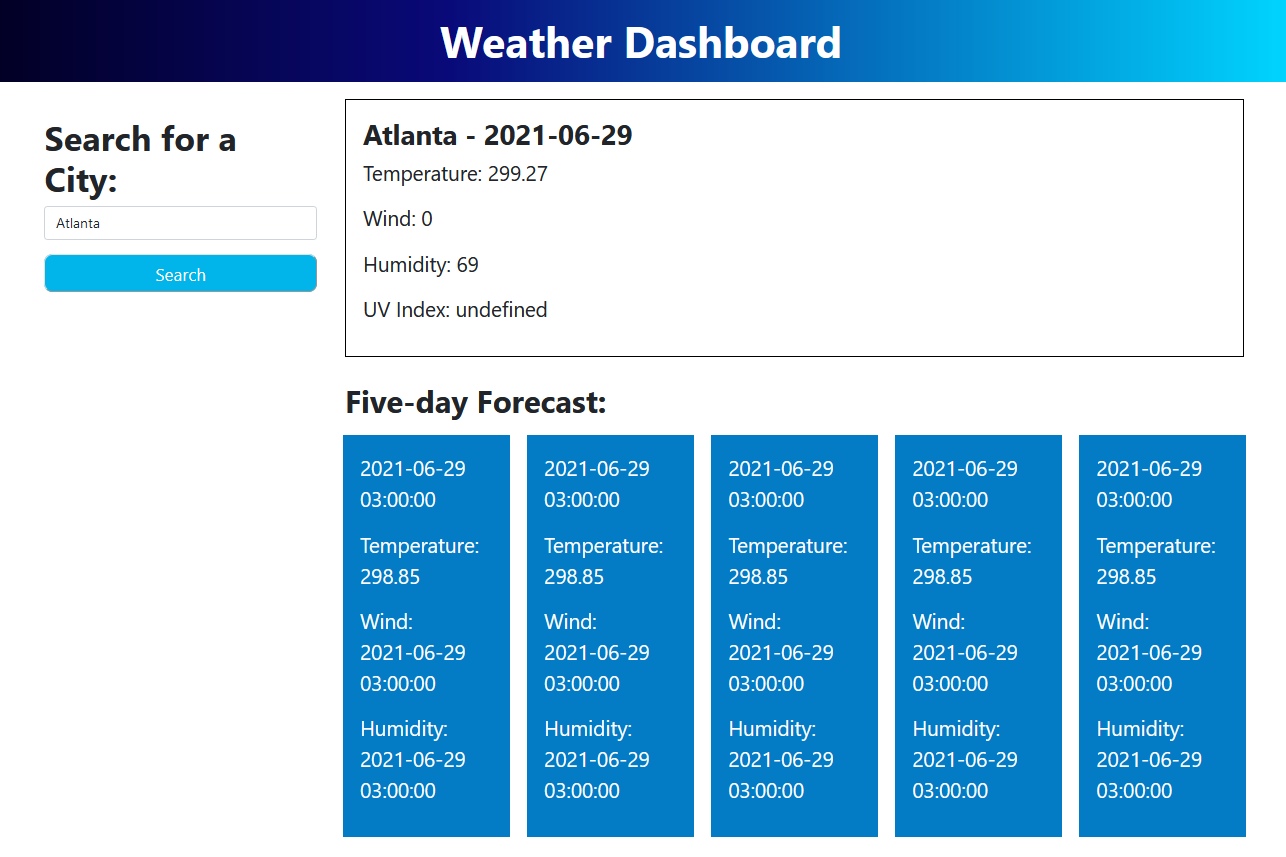 Weather Dashboard
Search for a
City:
Atlanta
Search
Atlanta - 2021-06-29
Temperature: 299.27
Wind: 0
Humidity: 69
UV Index: undefined
Five-day Forecast:
2021-06-29
03:00:00
Temperature:
298.85
Wind:
2021-06-29
03:00:00
Humidity:
2021-06-29
03:00:00
2021-06-29
03:00:00
Temperature:
298.85
Wind:
2021-06-29
03:00:00
Humidity:
2021-06-29
03:00:00
2021-06-29
03:00:00
Temperature:
298.85
Wind:
2021-06-29
03:00:00
Humidity:
2021-06-29
03:00:00
2021-06-29
03:00:00
Temperature:
298.85
Wind:
2021-06-29
03:00:00
Humidity:
2021-06-29
03:00:00
2021-06-29
03:00:00
Temperature:
298.85
Wind:
2021-06-29
03:00:00
Humidity:
2021-06-29
03:00:00